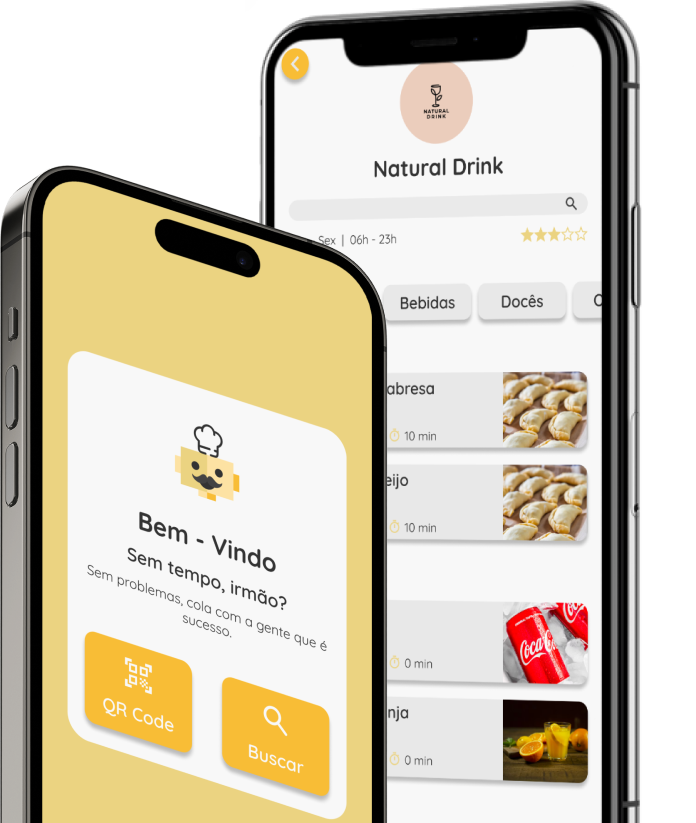 Bem - Vindo
Sem tempo, irmão?
Sem problemas, cola com a gente que é
sucesso.
QR Code
Buscar
NATURAL
DRINK
Natural Drink
Sex | 06h - 23h
Bebidas
Docês
abresa
10 min
eijo
10 min
Coca
0 min
nja
0 min